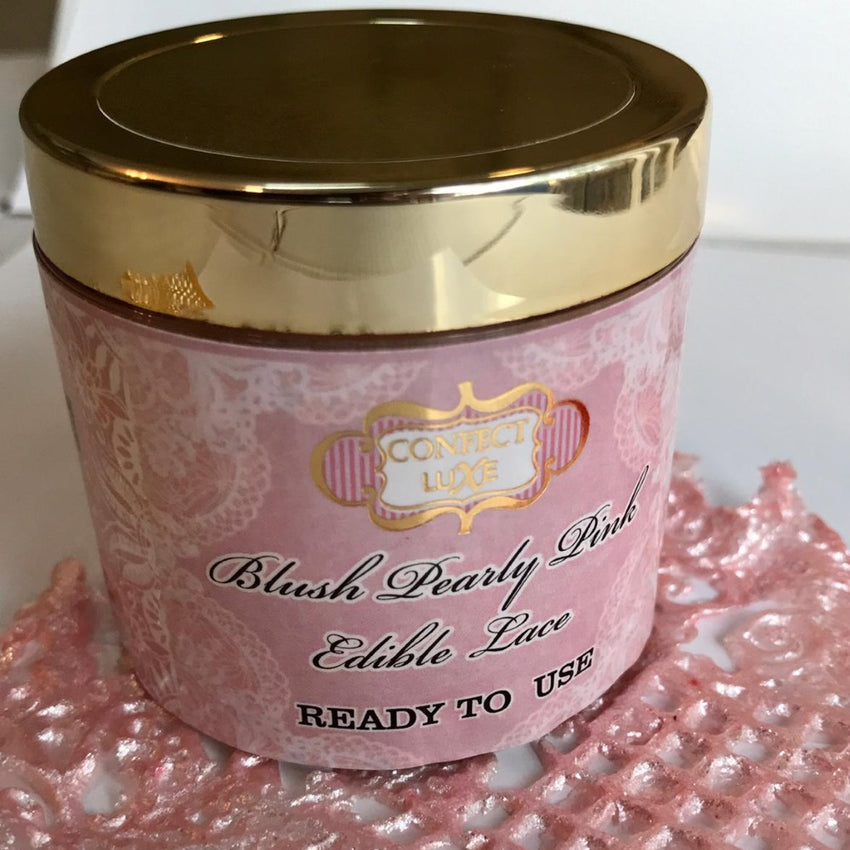 CONFECT
LUXE
Blush Pearly Pink
Edible Lace
READY TO USE